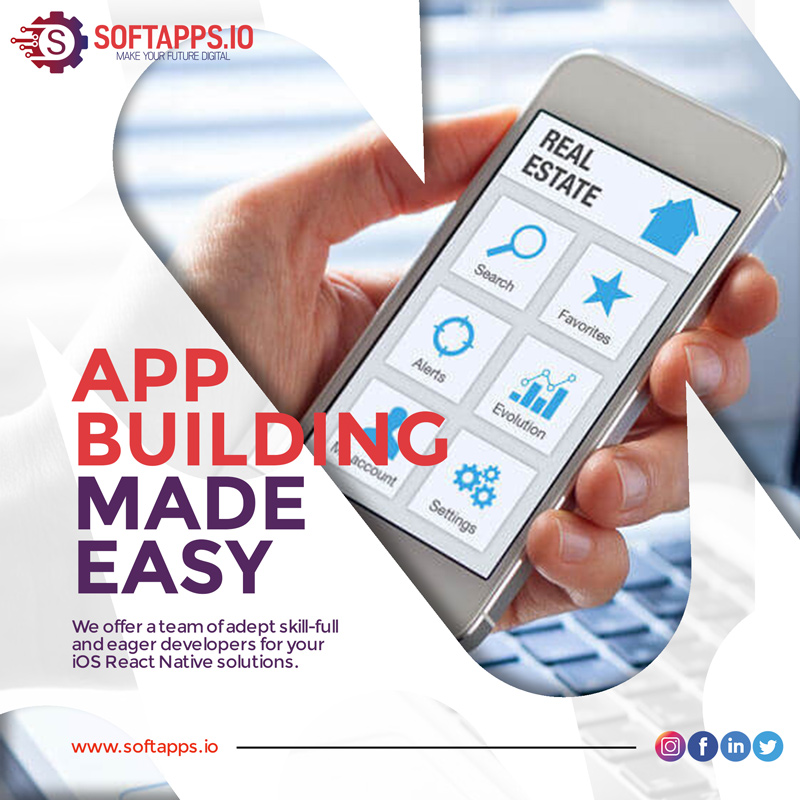 SOFTAPPS.IO
MAKE YOUR FUTURE DIGITAL
REAL
ESTATE
Search
Favorites
Alerts
Evolution
My account
Settings
APP
BUILDING
MADE
EASY
We offer a team of adept skill-full
and eager developers for your
iOS React Native solutions.
www.softapps.io